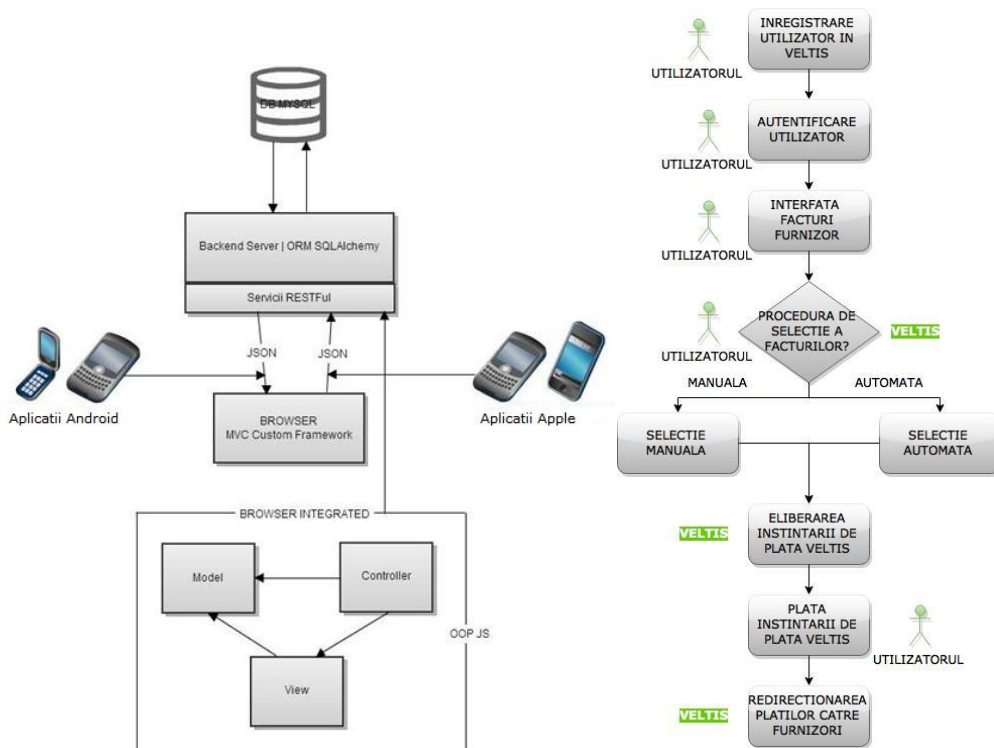 DB MYSQL
Backend Server | ORM SQLAlchemy
Servicii RESTFul
JSON
JSON
Aplicatii Android
Aplicatii Apple
BROWSER
MVC Custom Framework
BROWSER INTEGRATED
Model
Controller
View
OOP JS
INREGISTRARE
UTILIZATOR IN
VELTIS
UTILIZATORUL
AUTENTIFICARE
UTILIZATOR
UTILIZATORUL
INTERFATA
FACTURI
FURNIZOR
UTILIZATORUL
PROCEDURA DE
SELECTIE A
FACTURILOR?
UTILIZATORUL
VELTIS
MANUALA
AUTOMATA
SELECTIE
MANUALA
SELECTIE
AUTOMATA
VELTIS
ELIBERAREA
INSTINTARII DE
PLATA VELTIS
PLATA
INSTINTARII DE
PLATA VELTIS
UTILIZATORUL
VELTIS
REDIRECTIONAREA
PLATILOR CATRE
FURNIZORI